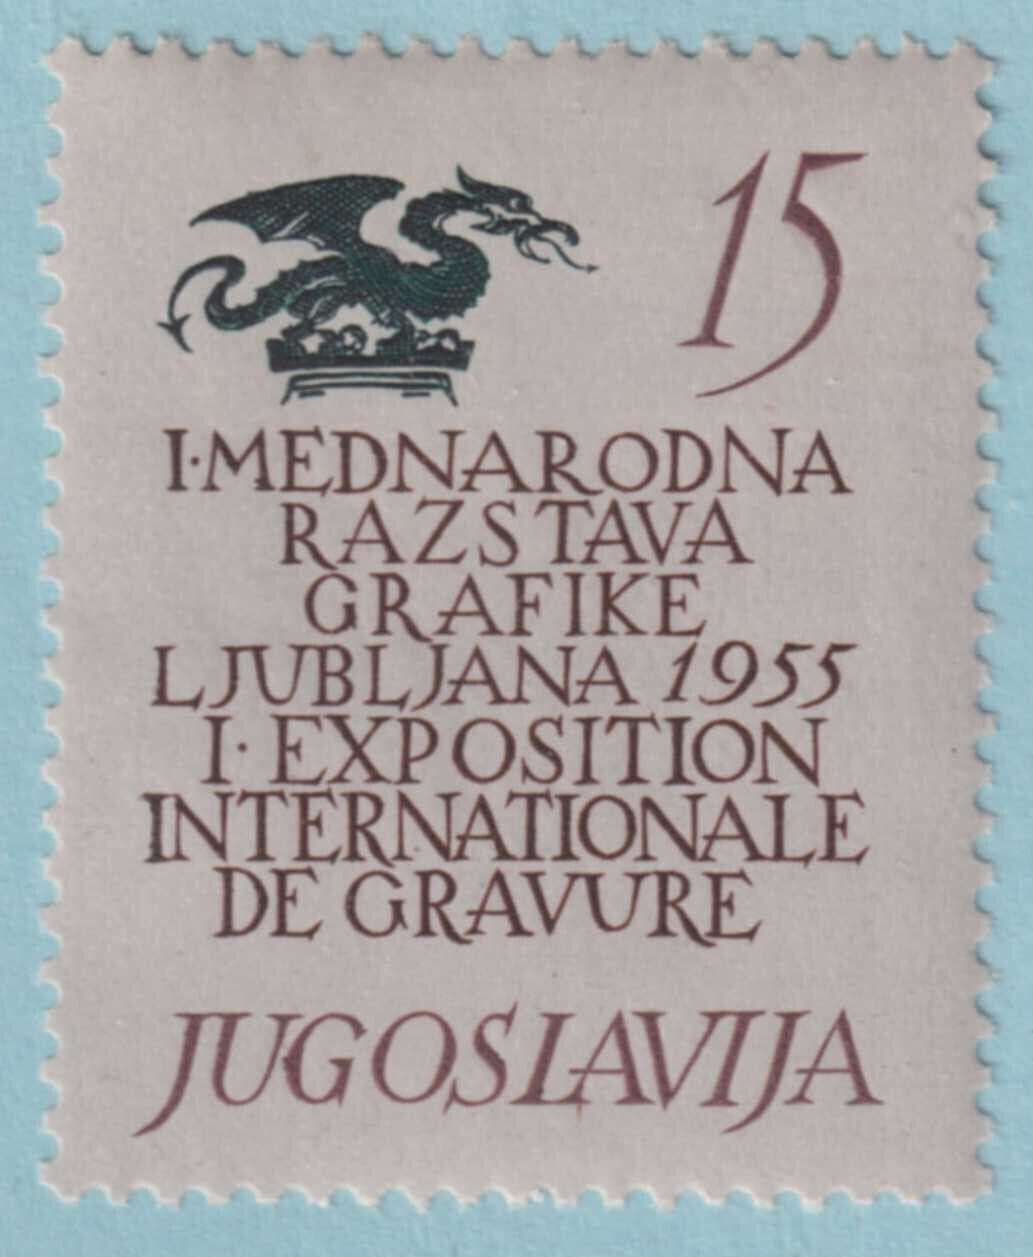 15
I·MEDNARODNA
RAZSTAVA
GRAFIKE
LJUBLJANA 1955
I·EXPOSITION
INTERNATIONALE
DE GRAVURE
JUGOSLAVIJA